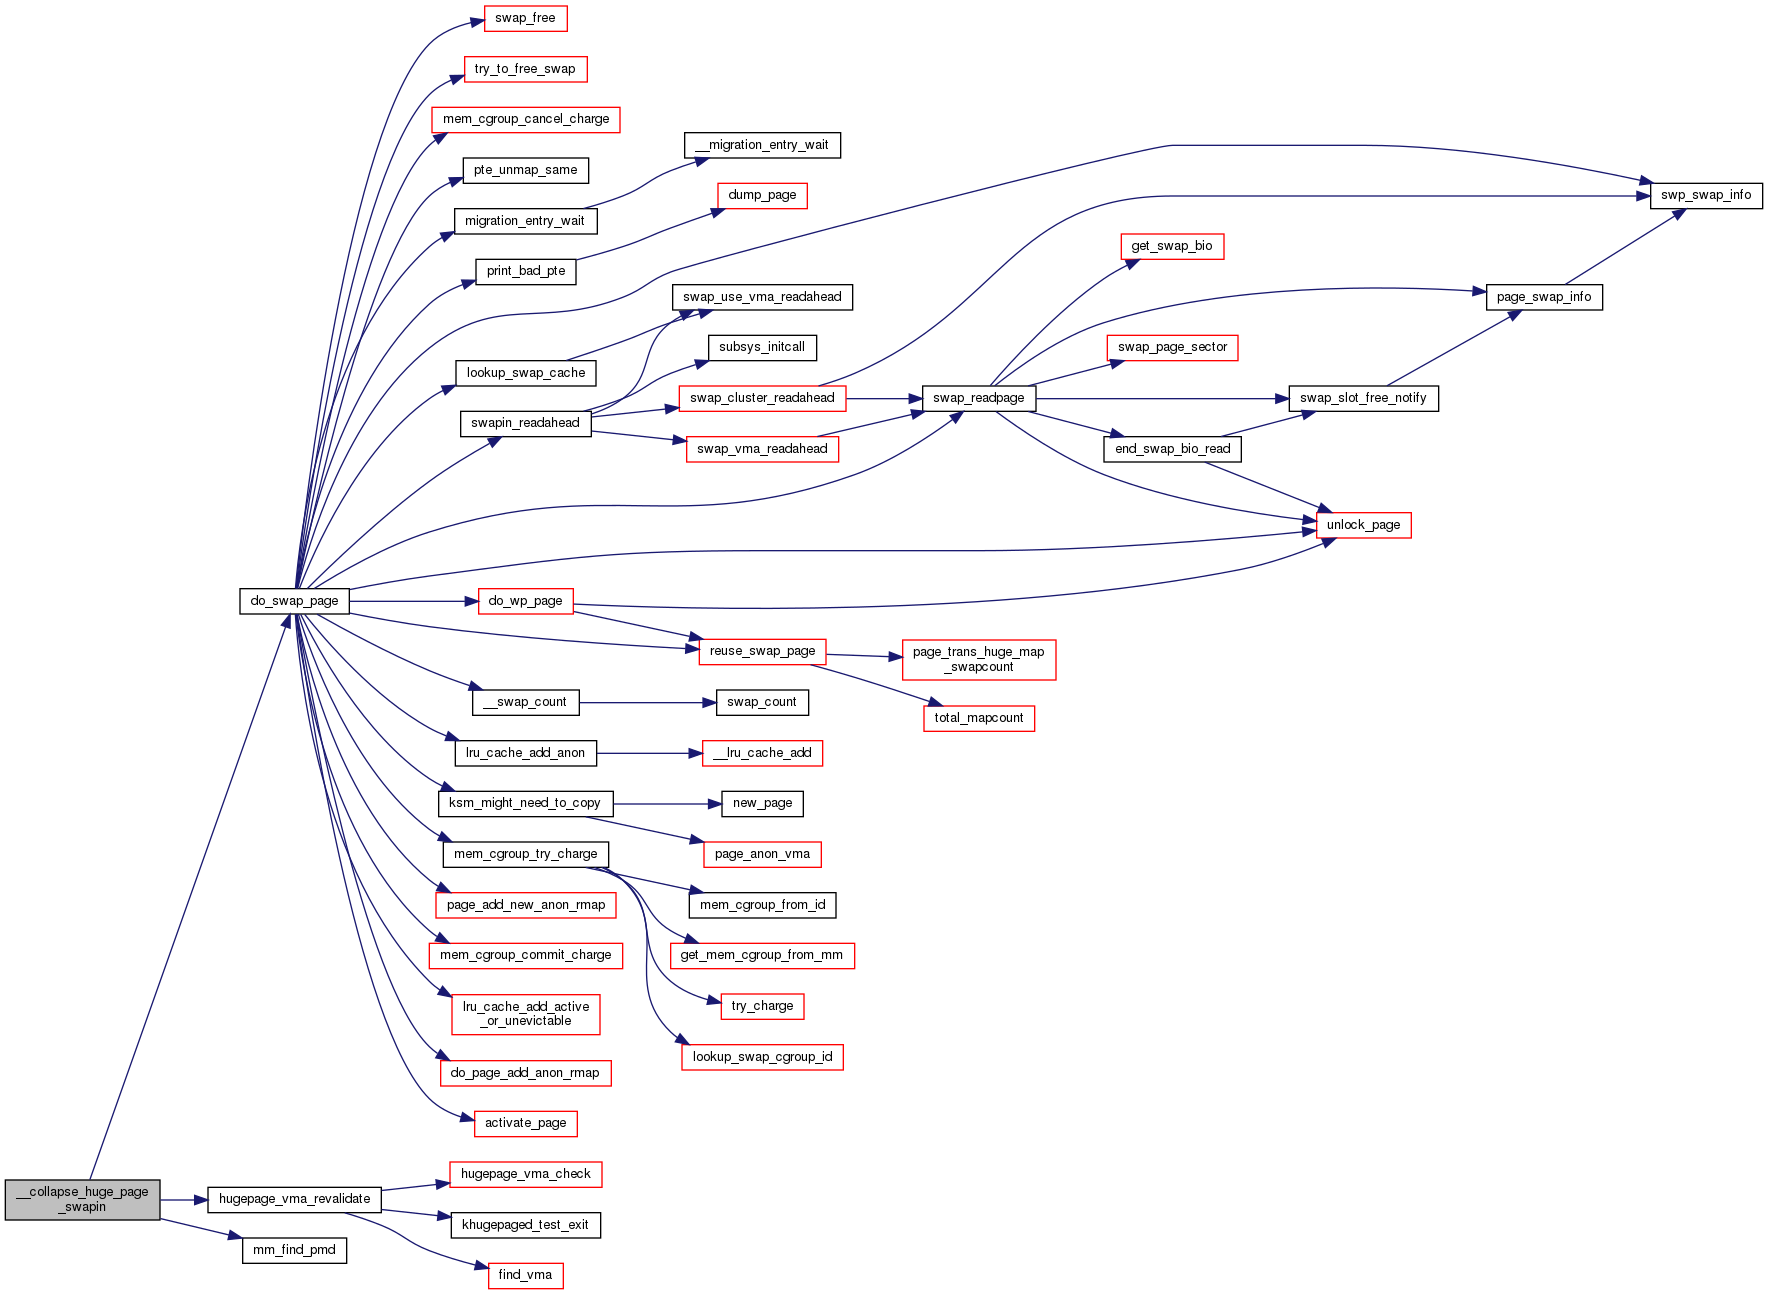 swap_free
try_to_free_swap
mem_cgroup_cancel_charge
__migration_entry_wait
pte_unmap_same
dump_page
swp_swap_info
migration_entry_wait
get_swap_bio
print_bad_pte
swap_use_vma_readahead
page_swap_info
subsys_initcall
swap_page_sector
lookup_swap_cache
swap_cluster_readahead
swap_readpage
swap_slot_free_notify
swapin_readahead
swap_vma_readahead
end_swap_bio_read
unlock_page
do_swap_page
do_wp_page
reuse_swap_page
page_trans_huge_map
_swapcount
__swap_count
swap_count
total_mapcount
lru_cache_add_anon
__lru_cache_add
ksm_might_need_to_copy
new_page
mem_cgroup_try_charge
page_anon_vma
page_add_new_anon_rmap
mem_cgroup_from_id
mem_cgroup_commit_charge
get_mem_cgroup_from_mm
lru_cache_add_active
_or_unevictable
try_charge
lookup_swap_cgroup_id
do_page_add_anon_rmap
activate_page
hugepage_vma_check
__collapse_huge_page
_swapin
hugepage_vma_revalidate
khugepaged_test_exit
mm_find_pmd
find_vma